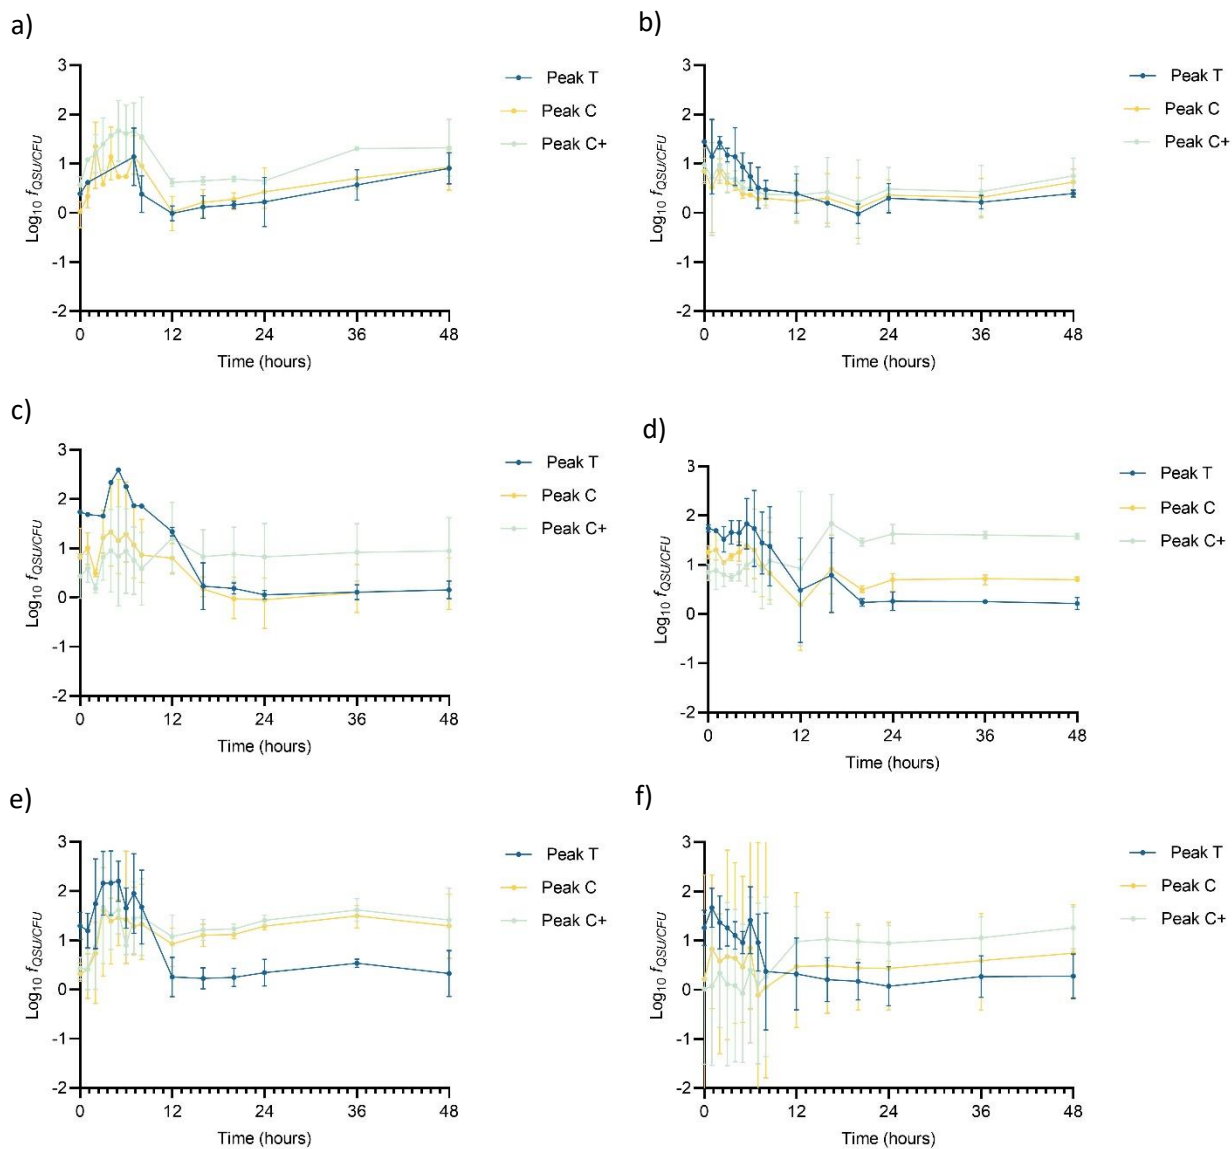 a)
Log₁₀ fQSU/CFU
3
2
1
0
-1
-2
0 12 24 36 48
Time (hours)
Peak T
Peak C
Peak C+
b)
Log₁₀ fQSU/CFU
3
2
1
0
-1
-2
0 12 24 36 48
Time (hours)
Peak T
Peak C
Peak C+
c)
Log₁₀ fQSU/CFU
3
2
1
0
-1
-2
0 12 24 36 48
Time (hours)
Peak T
Peak C
Peak C+
d)
Log₁₀ fQSU/CFU
3
2
1
0
-1
-2
0 12 24 36 48
Time (hours)
Peak T
Peak C
Peak C+
e)
Log₁₀ fQSU/CFU
3
2
1
0
-1
-2
0 12 24 36 48
Time (hours)
Peak T
Peak C
Peak C+
f)
Log₁₀ fQSU/CFU
3
2
1
0
-1
-2
0 12 24 36 48
Time (hours)
Peak T
Peak C
Peak C+